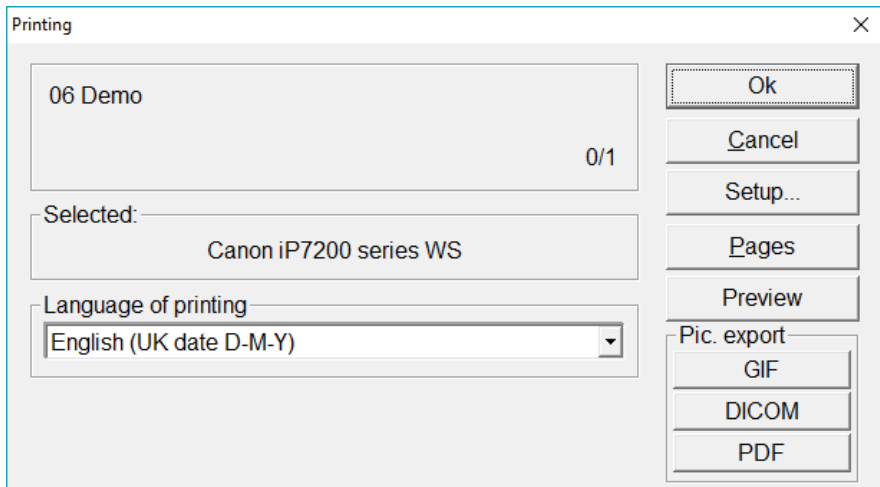 Printing
06 Demo
0/1
Selected:
Canon iP7200 series WS
Language of printing
English (UK date D-M-Y)
Ok
Cancel
Setup...
Pages
Preview
Pic. export
GIF
DICOM
PDF